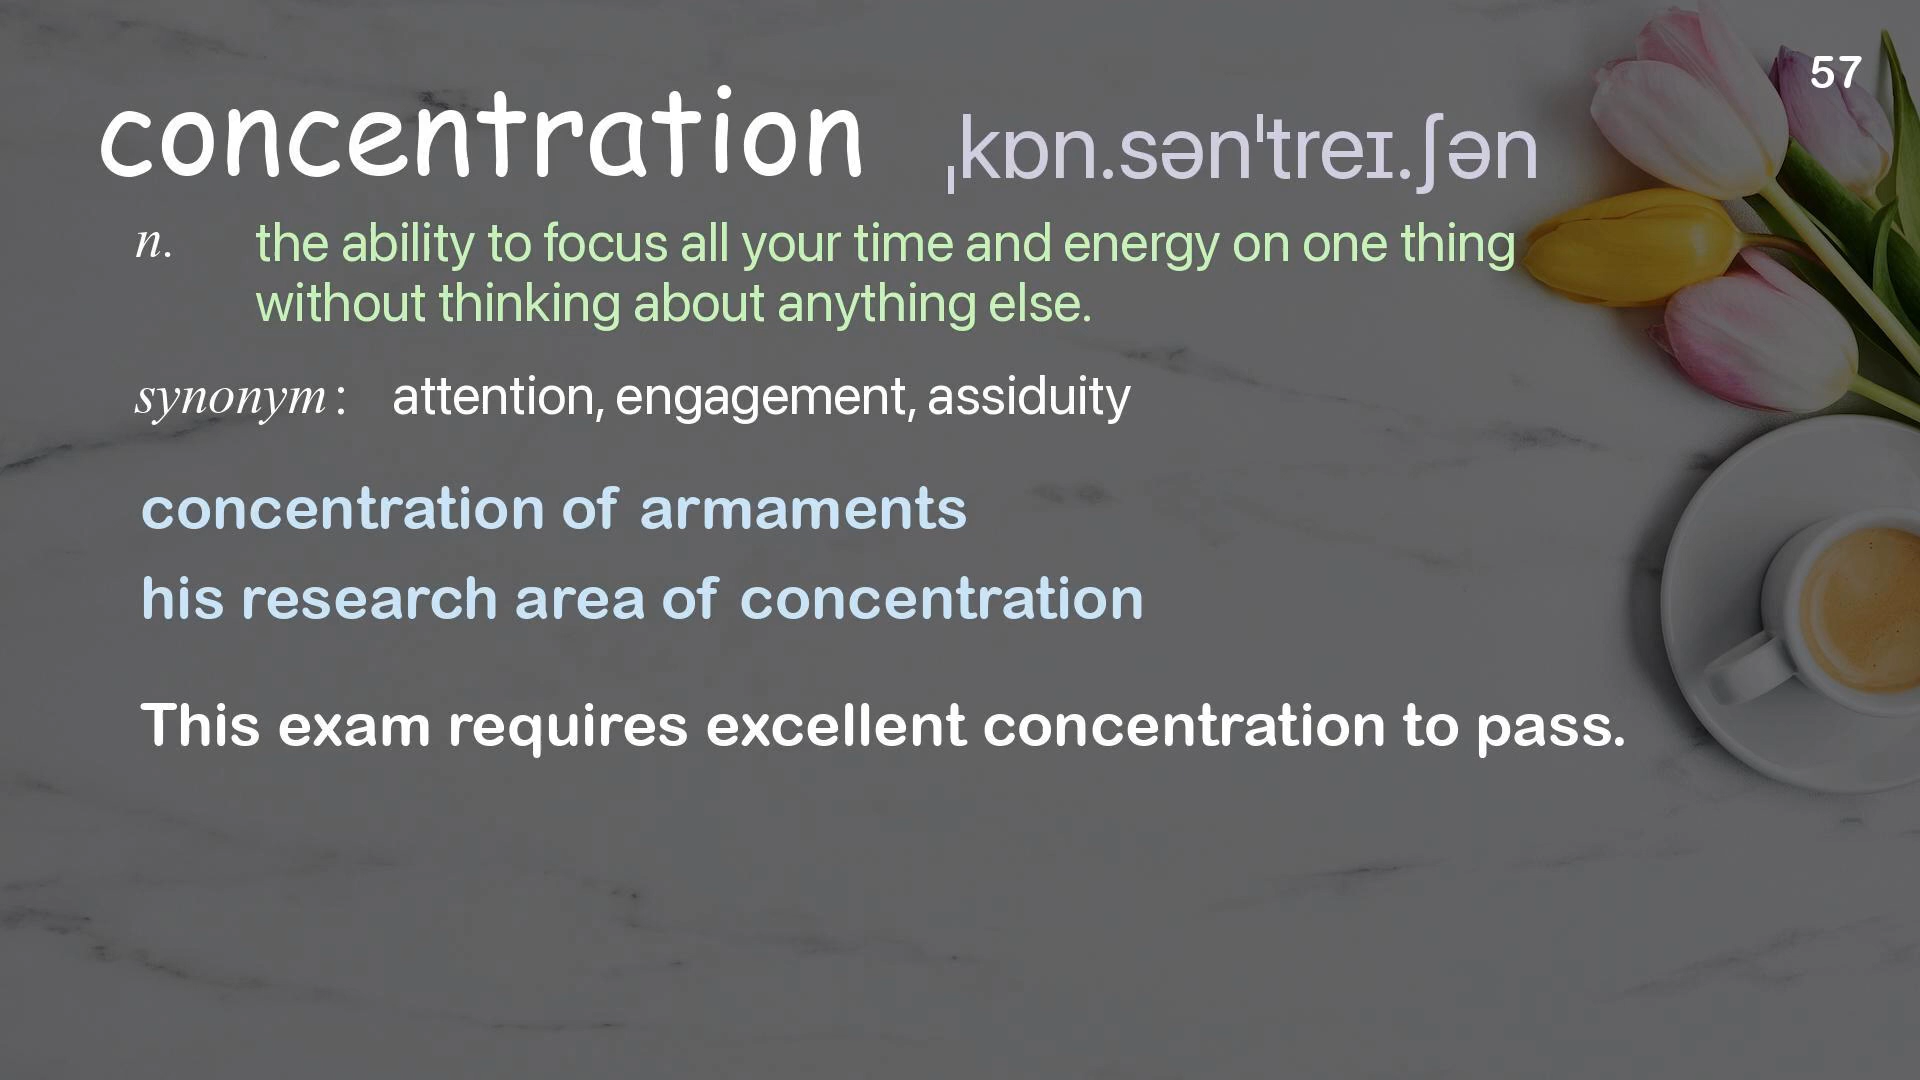 57
concentration ˌkɒn.sənˈtreɪ.ʃən
n. the ability to focus all your time and energy on one thing
without thinking about anything else.
synonym : attention, engagement, assiduity
concentration of armaments
his research area of concentration
This exam requires excellent concentration to pass.